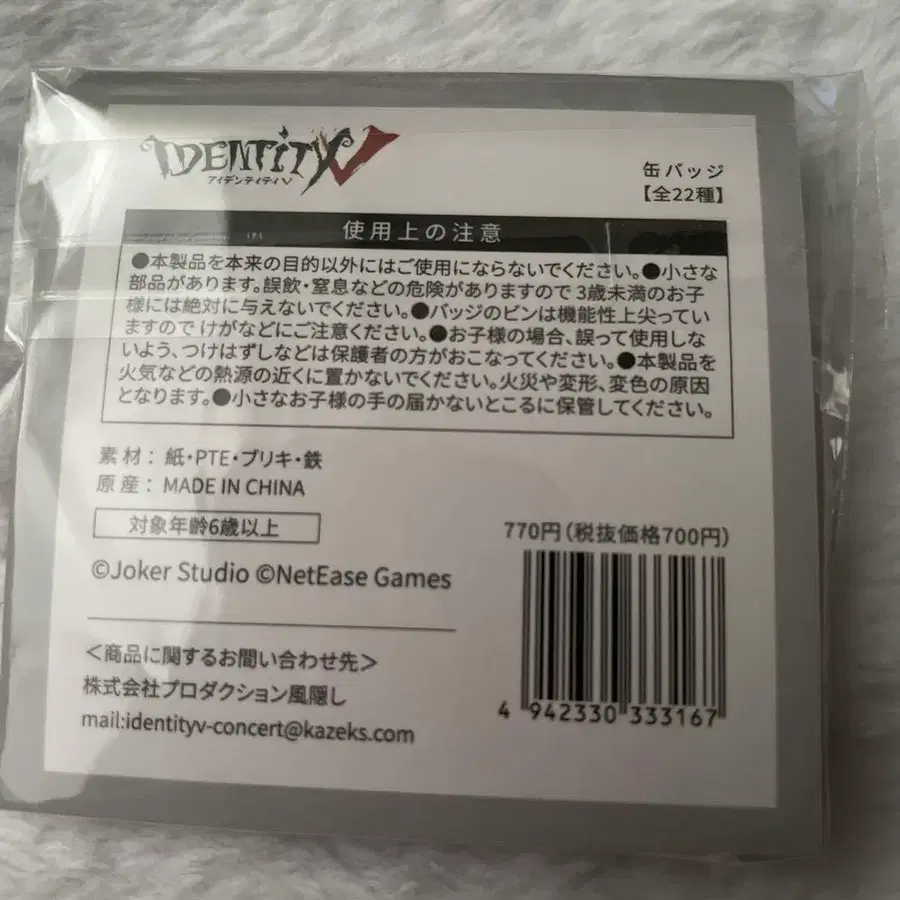 IDENTITY V
アイデンティティV
缶バッジ
【全22種】
使用上の注意
●本製品を本来の目的以外にはご使用にならないでください。●小さな
部品があります。誤飲・窒息などの危険がありますので3歳未満のお子
様には絶対に与えないでください。●バッジのピンは機能性上尖ってい
ますのでけがなどにご注意ください。●お子様の場合、誤って使用しな
いよう、つけはずしなどは保護者の方がおこなってください。●本製品を
火気などの熱源の近くに置かないでください。火災や変形、変色の原因
となります。●小さなお子様の手の届かないところに保管してください。
素材：紙・PTE・ブリキ・鉄
原産：MADE IN CHINA
対象年齢6歳以上
©Joker Studio ©NetEase Games
770円(税抜価格700円)
4 942330 333167
＜商品に関するお問い合わせ先＞
株式会社プロダクション風隠し
mail:identityv-concert@kazeks.com